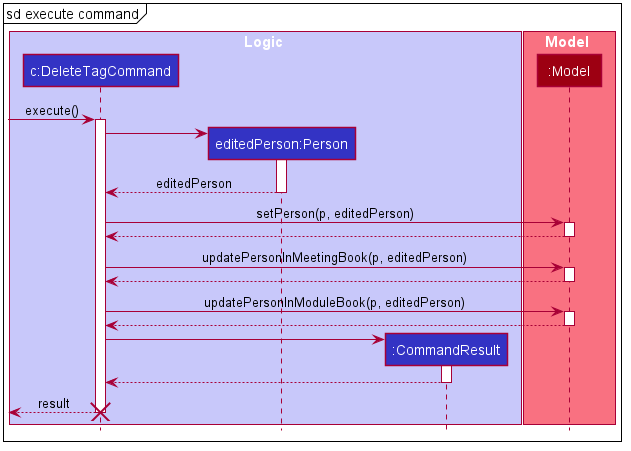 sd execute command
Logic
Model
c:DeleteTagCommand
:Model
execute()
editedPerson:Person
editedPerson
setPerson(p, editedPerson)
updatePersonInMeetingBook(p, editedPerson)
updatePersonInModuleBook(p, editedPerson)
:CommandResult
result